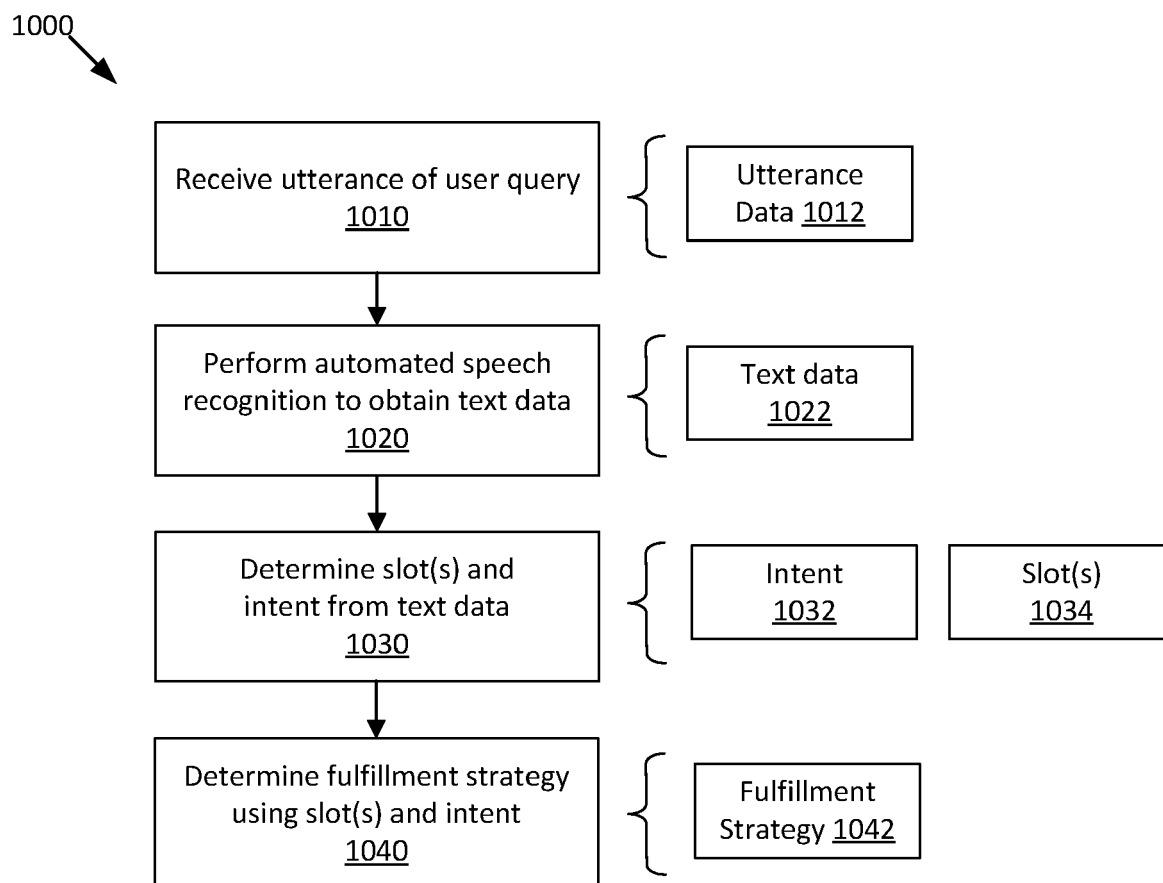 1000
Receive utterance of user query
1010
Utterance
Data 1012
Perform automated speech
recognition to obtain text data
1020
Text data
1022
Determine slot(s) and
intent from text data
1030
Intent
1032
Slot(s)
1034
Determine fulfillment strategy
using slot(s) and intent
1040
Fulfillment
Strategy 1042